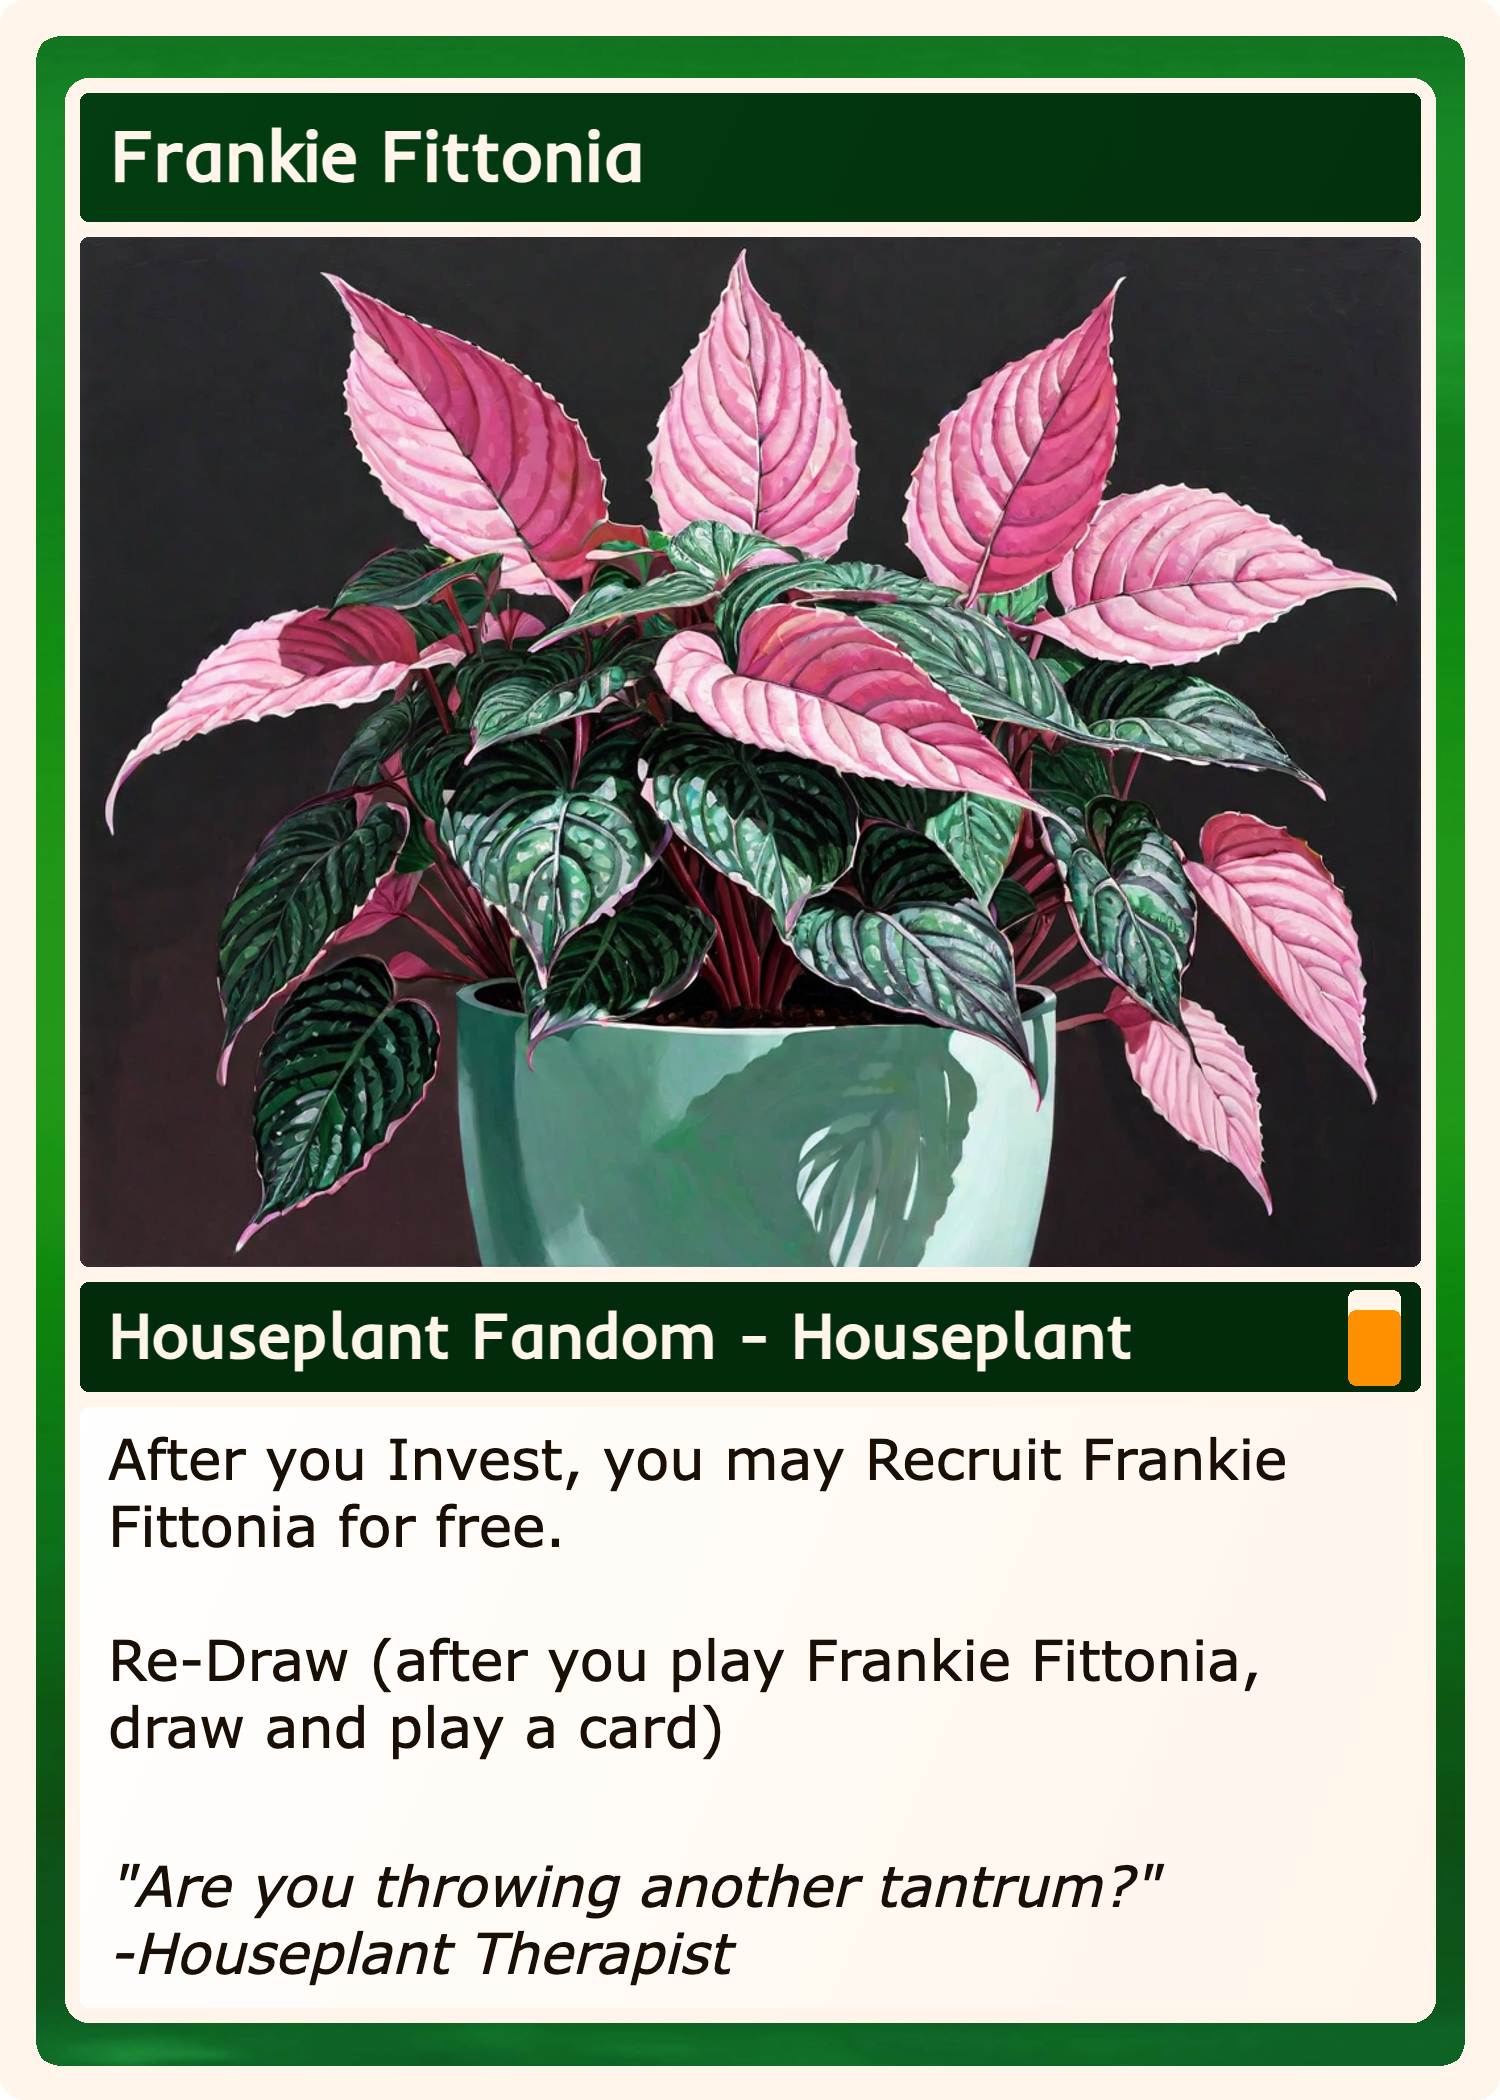 Frankie Fittonia
Houseplant Fandom - Houseplant
After you Invest, you may Recruit Frankie
Fittonia for free.
Re-Draw (after you play Frankie Fittonia,
draw and play a card)
"Are you throwing another tantrum?"
-Houseplant Therapist